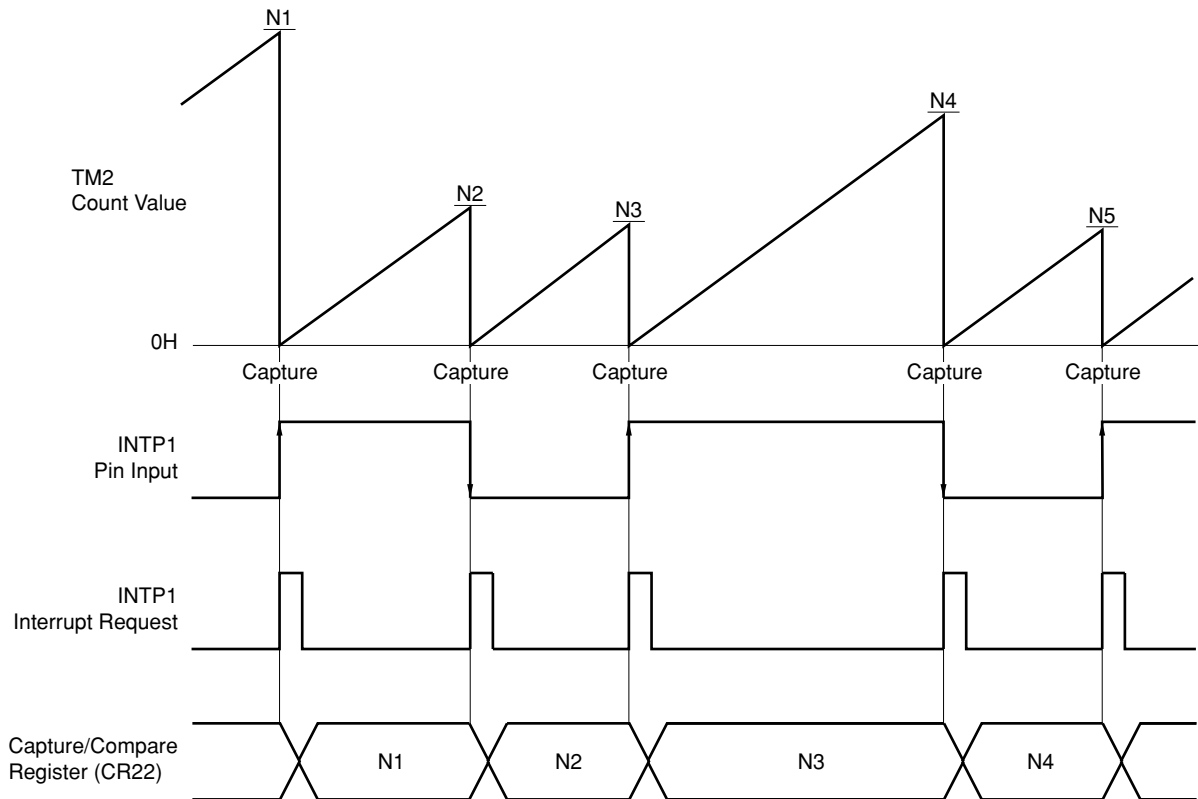 N1
N4
N2
N3
N5
TM2
Count Value
0H
Capture Capture Capture Capture Capture
INTP1
Pin Input
INTP1
Interrupt Request
Capture/Compare
Register (CR22)
N1 N2 N3 N4